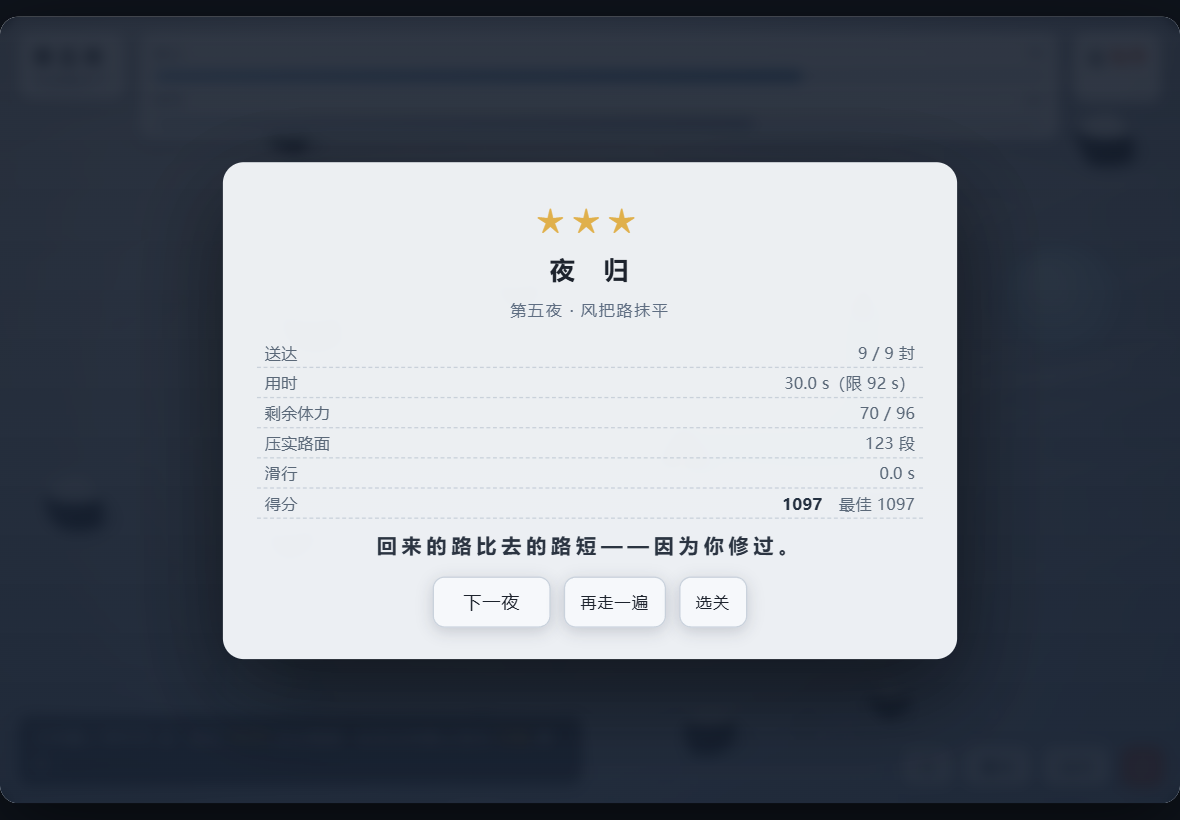 ★★★
夜 归
第五夜 · 风把路抹平
送达 9 / 9 封
用时 30.0 s（限 92 s）
剩余体力 70 / 96
压实路面 123 段
滑行 0.0 s
得分 1097 最佳 1097
回来的路比去的路短——因为你修过。
下一夜 再走一遍 选关